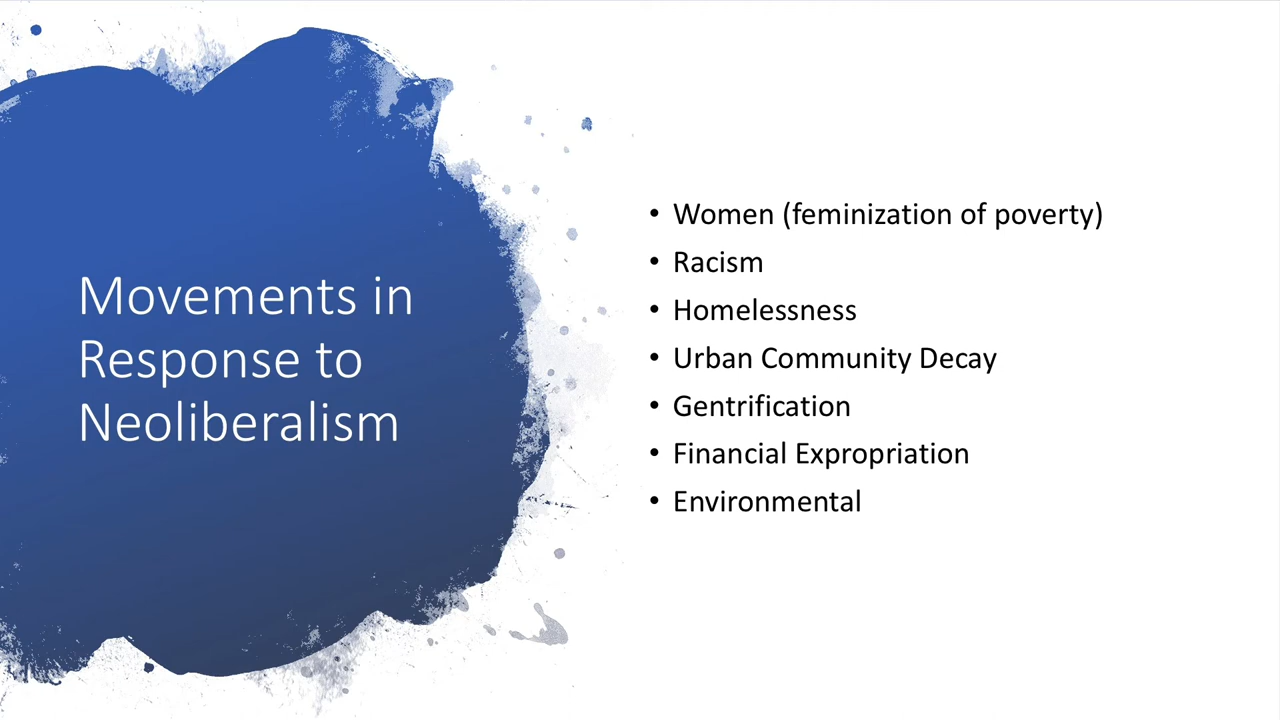 Movements in
Response to
Neoliberalism
• Women (feminization of poverty)
• Racism
• Homelessness
• Urban Community Decay
• Gentrification
• Financial Expropriation
• Environmental